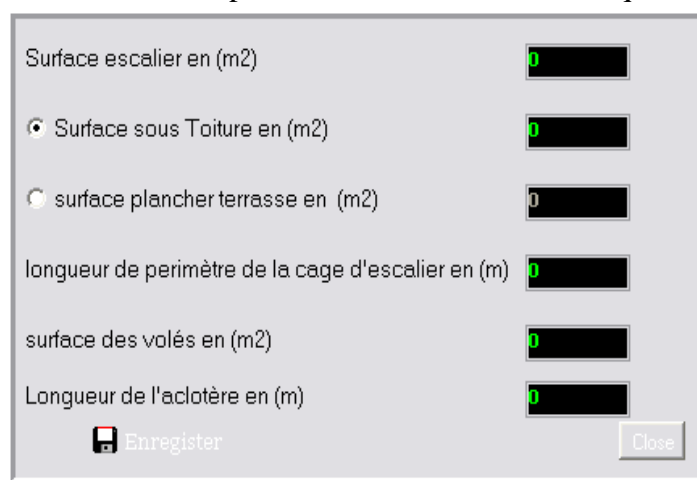 Surface escalier en (m2) 0
Surface sous Toiture en (m2) 0
surface plancher terrasse en (m2) 0
longueur de perimètre de la cage d'escalier en (m) 0
surface des volés en (m2) 0
Longueur de l'aclotère en (m) 0
Enregister Close